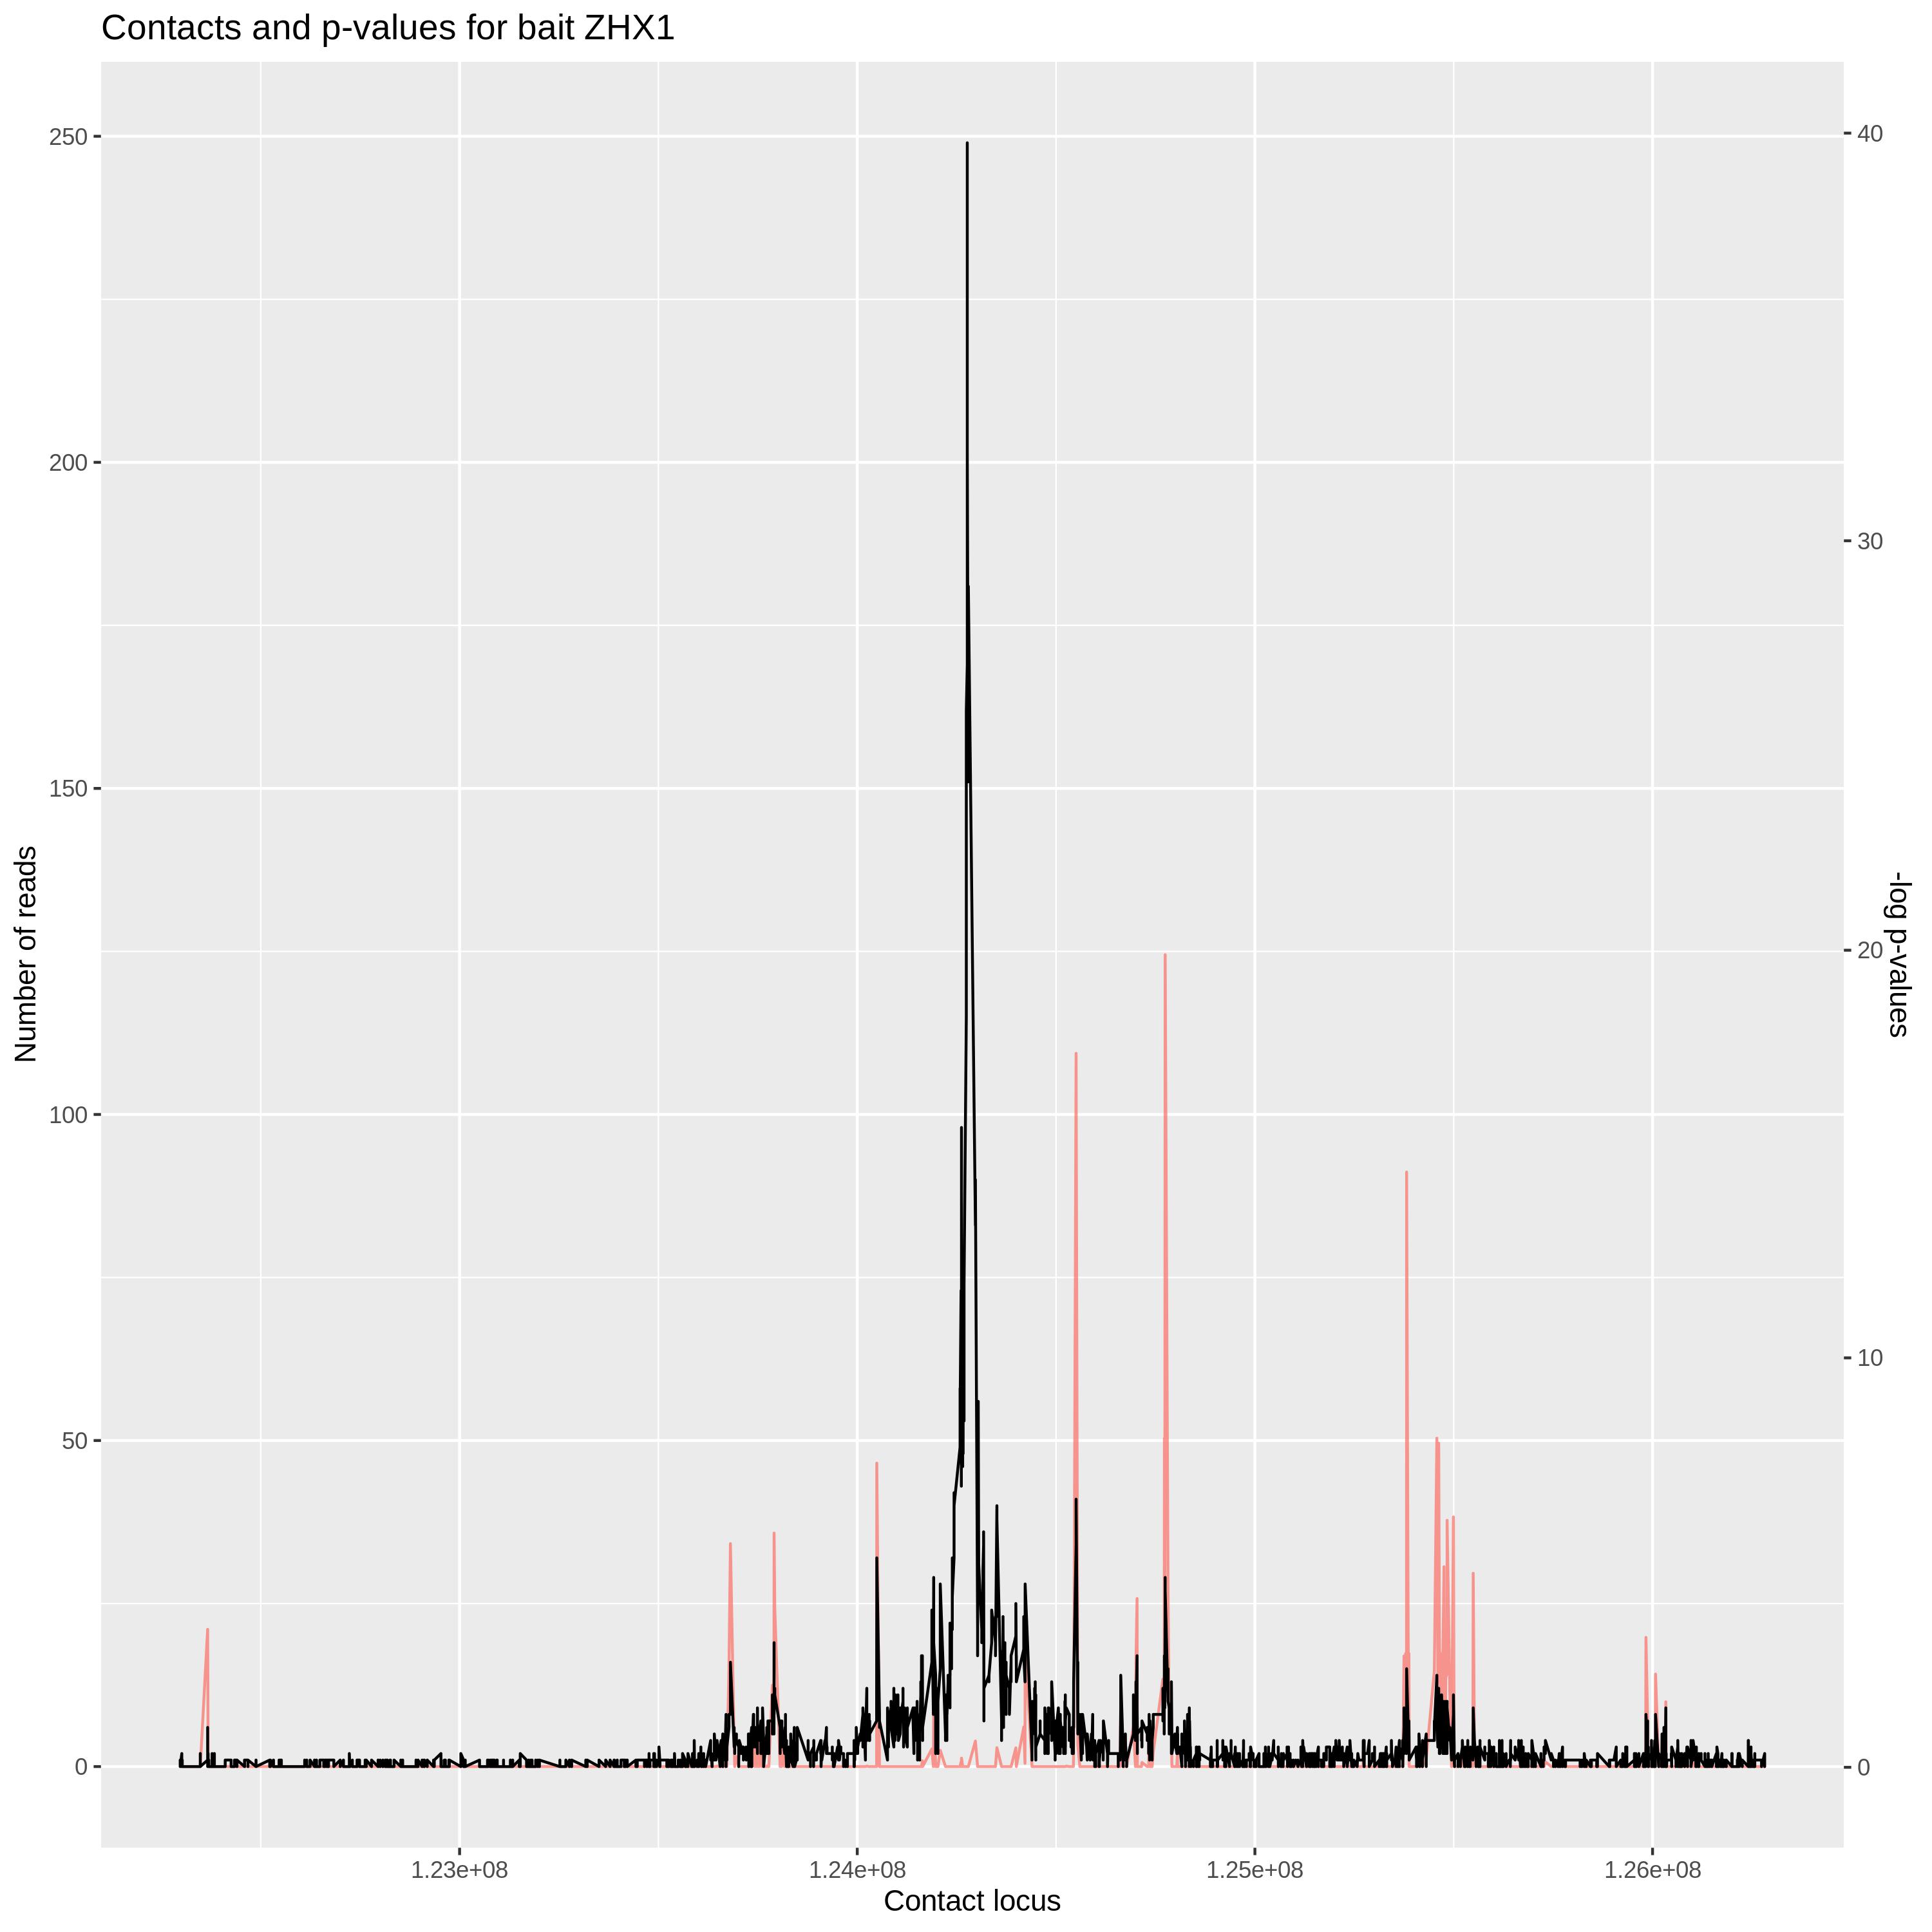 Contacts and p-values for bait ZHX1
250
200
150
100
50
0
Number of reads
40
30
20
10
0
-log p-values
1.23e+08
1.24e+08
1.25e+08
1.26e+08
Contact locus